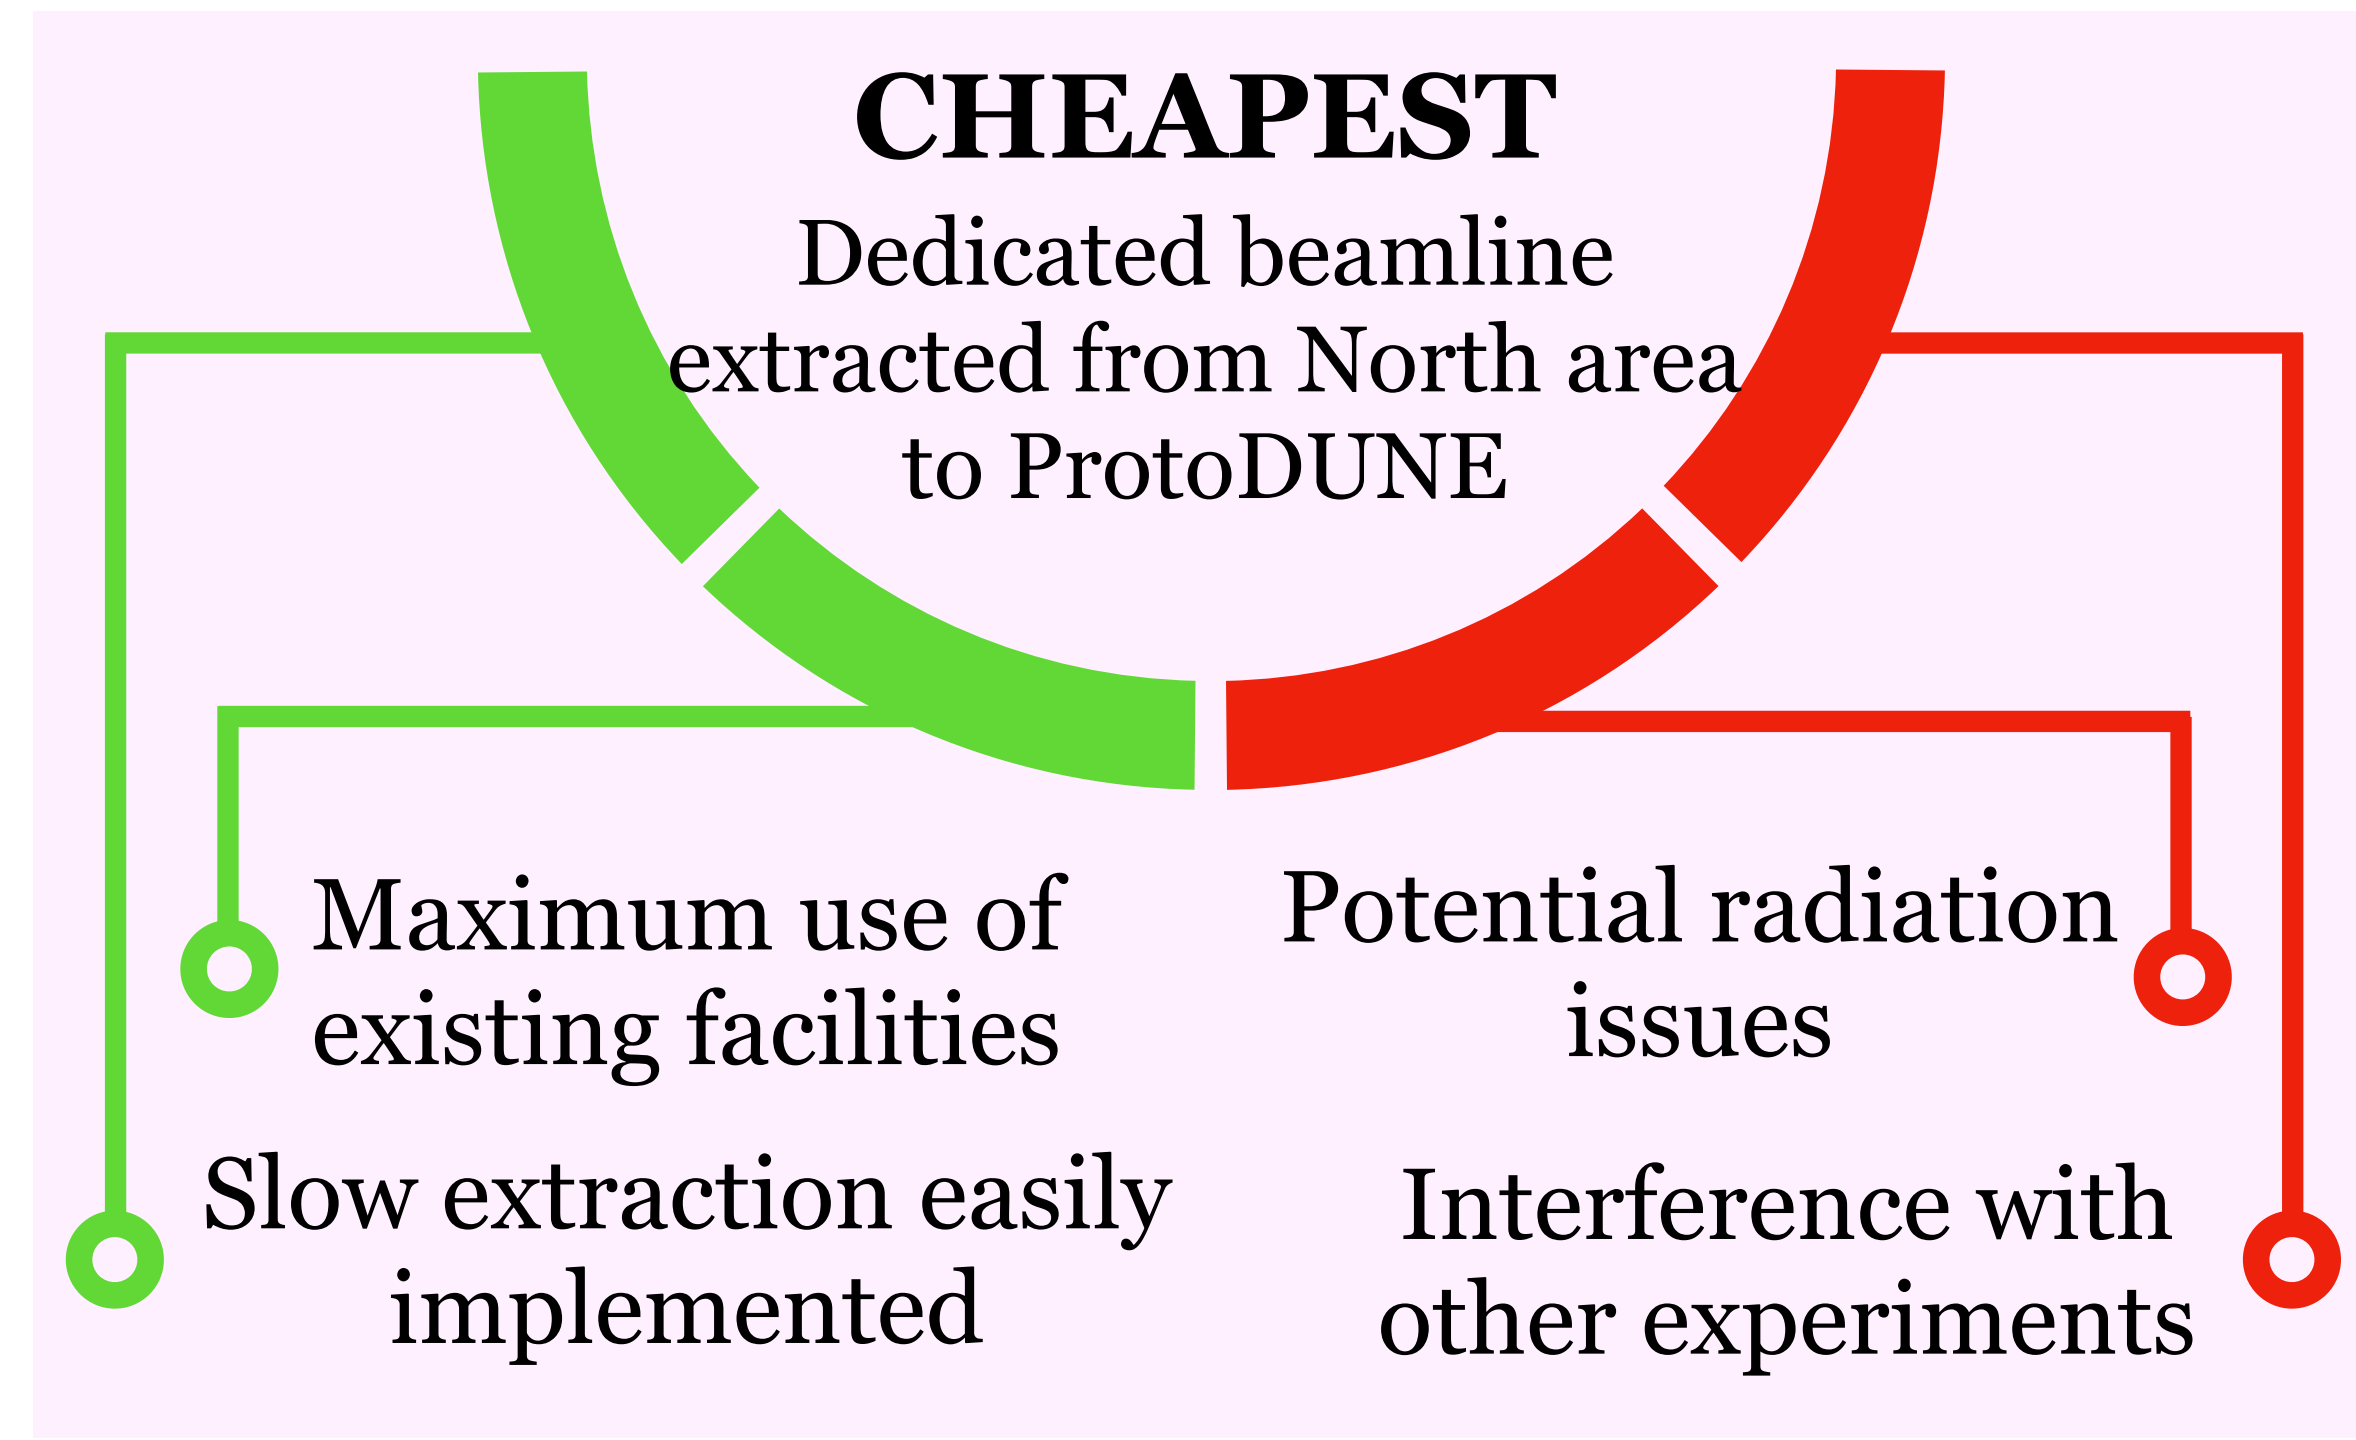 CHEAPEST
Dedicated beamline
extracted from North area
to ProtoDUNE
Maximum use of
existing facilities
Slow extraction easily
implemented
Potential radiation
issues
Interference with
other experiments